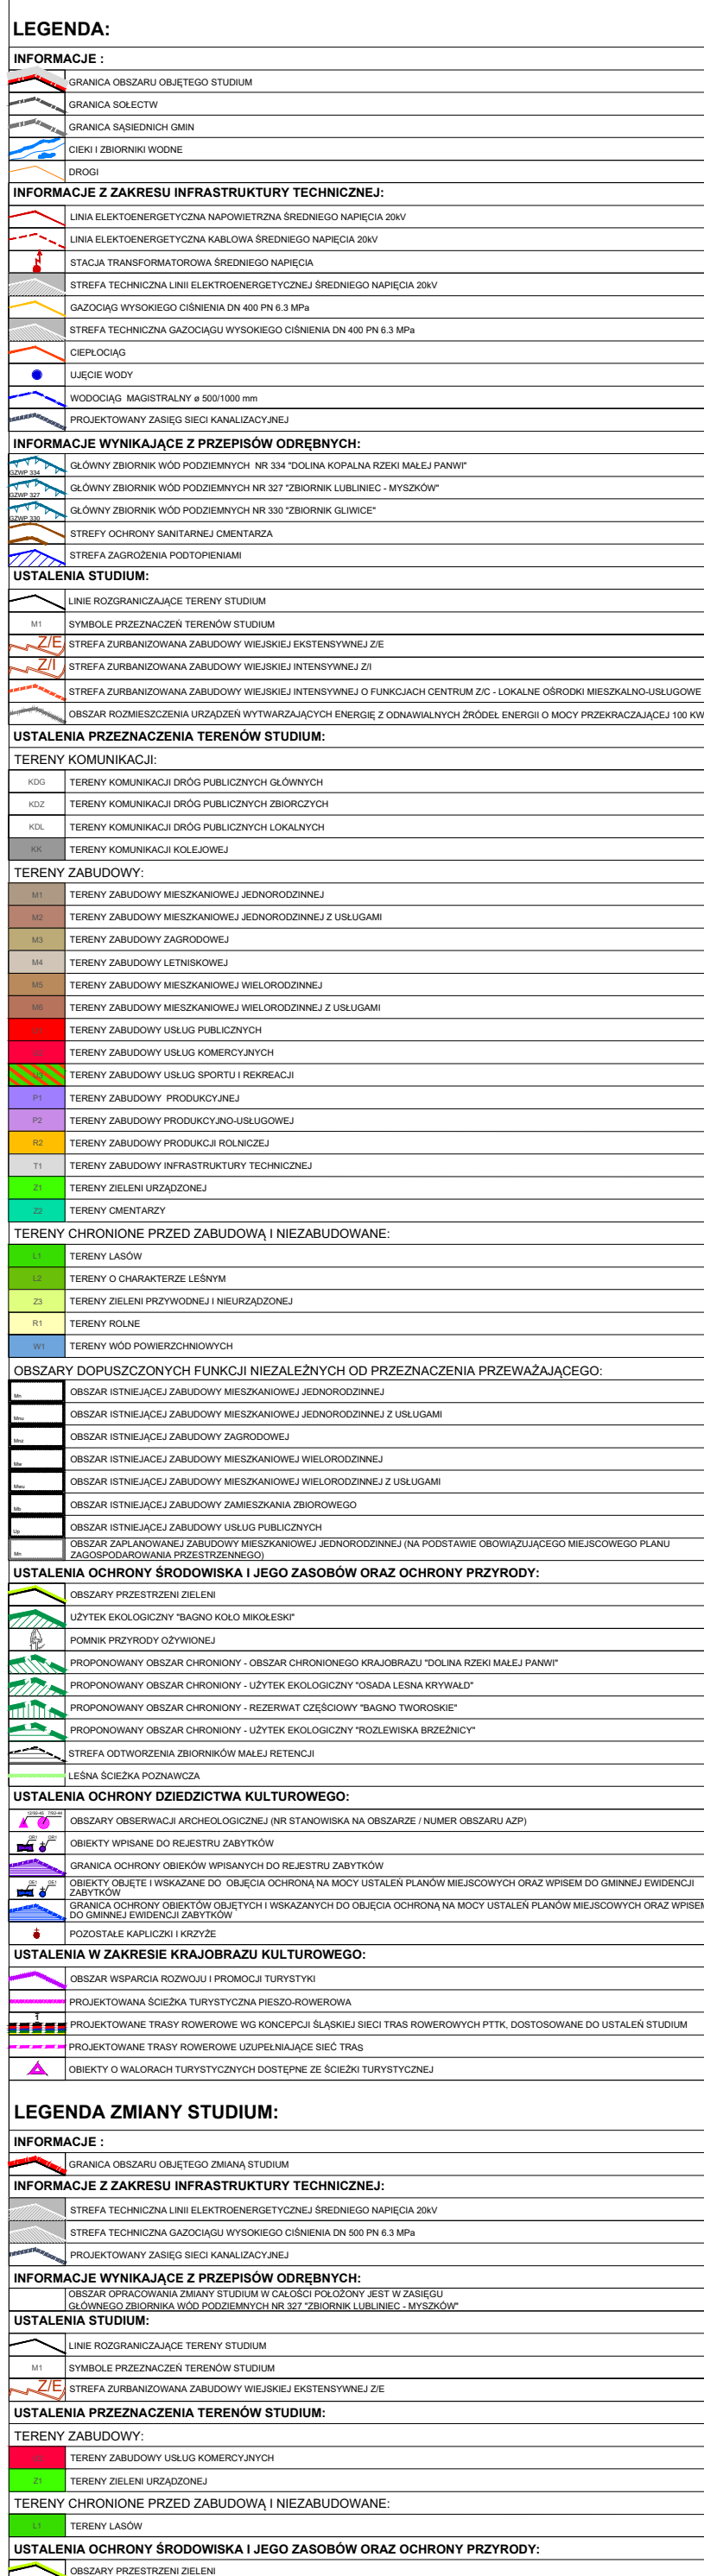 LEGENDA:
INFORMACJE :
GRANICA OBSZARU OBJĘTEGO STUDIUM
GRANICA SOŁECTW
GRANICA SĄSIEDNICH GMIN
CIEKI I ZBIORNIKI WODNE
DROGI
INFORMACJE Z ZAKRESU INFRASTRUKTURY TECHNICZNEJ:
LINIA ELEKTOENERGETYCZNA NAPOWIETRZNA ŚREDNIEGO NAPIĘCIA 20kV
LINIA ELEKTOENERGETYCZNA KABLOWA ŚREDNIEGO NAPIĘCIA 20kV
STACJA TRANSFORMATOROWA ŚREDNIEGO NAPIĘCIA
STREFA TECHNICZNA LINII ELEKTROENERGETYCZNEJ ŚREDNIEGO NAPIĘCIA 20kV
GAZOCIĄG WYSOKIEGO CIŚNIENIA DN 400 PN 6.3 MPa
STREFA TECHNICZNA GAZOCIĄGU WYSOKIEGO CIŚNIENIA DN 400 PN 6.3 MPa
CIEPŁOCIĄG
UJĘCIE WODY
WODOCIĄG MAGISTRALNY ø 500/1000 mm
PROJEKTOWANY ZASIĘG SIECI KANALIZACYJNEJ
INFORMACJE WYNIKAJĄCE Z PRZEPISÓW ODRĘBNYCH:
GZWP 334 GŁÓWNY ZBIORNIK WÓD PODZIEMNYCH NR 334 "DOLINA KOPALNA RZEKI MAŁEJ PANWI"
GZWP 327 GŁÓWNY ZBIORNIK WÓD PODZIEMNYCH NR 327 "ZBIORNIK LUBLINIEC - MYSZKÓW"
GZWP 330 GŁÓWNY ZBIORNIK WÓD PODZIEMNYCH NR 330 "ZBIORNIK GLIWICE"
STREFY OCHRONY SANITARNEJ CMENTARZA
STREFA ZAGROŻENIA PODTOPIENIAMI
USTALENIA STUDIUM:
LINIE ROZGRANICZAJĄCE TERENY STUDIUM
M1 SYMBOLE PRZEZNACZEŃ TERENÓW STUDIUM
Z/E STREFA ZURBANIZOWANA ZABUDOWY WIEJSKIEJ EKSTENSYWNEJ Z/E
Z/I STREFA ZURBANIZOWANA ZABUDOWY WIEJSKIEJ INTENSYWNEJ Z/I
STREFA ZURBANIZOWANA ZABUDOWY WIEJSKIEJ INTENSYWNEJ O FUNKCJACH CENTRUM Z/C - LOKALNE OŚRODKI MIESZKALNO-USŁUGOWE
OBSZAR ROZMIESZCZENIA URZĄDZEŃ WYTWARZAJĄCYCH ENERGIĘ Z ODNAWIALNYCH ŹRÓDEŁ ENERGII O MOCY PRZEKRACZAJĄCEJ 100 KW
USTALENIA PRZEZNACZENIA TERENÓW STUDIUM:
TERENY KOMUNIKACJI:
KDG TERENY KOMUNIKACJI DRÓG PUBLICZNYCH GŁÓWNYCH
KDZ TERENY KOMUNIKACJI DRÓG PUBLICZNYCH ZBIORCZYCH
KDL TERENY KOMUNIKACJI DRÓG PUBLICZNYCH LOKALNYCH
KK TERENY KOMUNIKACJI KOLEJOWEJ
TERENY ZABUDOWY:
M1 TERENY ZABUDOWY MIESZKANIOWEJ JEDNORODZINNEJ
M2 TERENY ZABUDOWY MIESZKANIOWEJ JEDNORODZINNEJ Z USŁUGAMI
M3 TERENY ZABUDOWY ZAGRODOWEJ
M4 TERENY ZABUDOWY LETNISKOWEJ
M5 TERENY ZABUDOWY MIESZKANIOWEJ WIELORODZINNEJ
M6 TERENY ZABUDOWY MIESZKANIOWEJ WIELORODZINNEJ Z USŁUGAMI
TERENY ZABUDOWY USŁUG PUBLICZNYCH
TERENY ZABUDOWY USŁUG KOMERCYJNYCH
TERENY ZABUDOWY USŁUG SPORTU I REKREACJI
P1 TERENY ZABUDOWY PRODUKCYJNEJ
P2 TERENY ZABUDOWY PRODUKCYJNO-USŁUGOWEJ
R2 TERENY ZABUDOWY PRODUKCJI ROLNICZEJ
T1 TERENY ZABUDOWY INFRASTRUKTURY TECHNICZNEJ
Z1 TERENY ZIELENI URZĄDZONEJ
Z2 TERENY CMENTARZY
TERENY CHRONIONE PRZED ZABUDOWĄ I NIEZABUDOWANE:
L1 TERENY LASÓW
L2 TERENY O CHARAKTERZE LEŚNYM
Z3 TERENY ZIELENI PRZYWODNEJ I NIEURZĄDZONEJ
R1 TERENY ROLNE
W1 TERENY WÓD POWIERZCHNIOWYCH
OBSZARY DOPUSZCZONYCH FUNKCJI NIEZALEŻNYCH OD PRZEZNACZENIA PRZEWAŻAJĄCEGO:
Mn OBSZAR ISTNIEJĄCEJ ZABUDOWY MIESZKANIOWEJ JEDNORODZINNEJ
Mnu OBSZAR ISTNIEJĄCEJ ZABUDOWY MIESZKANIOWEJ JEDNORODZINNEJ Z USŁUGAMI
Mnz OBSZAR ISTNIEJĄCEJ ZABUDOWY ZAGRODOWEJ
Mw OBSZAR ISTNIEJACEJ ZABUDOWY MIESZKANIOWEJ WIELORODZINNEJ
Mwu OBSZAR ISTNIEJĄCEJ ZABUDOWY MIESZKANIOWEJ WIELORODZINNEJ Z USŁUGAMI
Mb OBSZAR ISTNIEJĄCEJ ZABUDOWY ZAMIESZKANIA ZBIOROWEGO
Up OBSZAR ISTNIEJĄCEJ ZABUDOWY USŁUG PUBLICZNYCH
Mn OBSZAR ZAPLANOWANEJ ZABUDOWY MIESZKANIOWEJ JEDNORODZINNEJ (NA PODSTAWIE OBOWIĄZUJĄCEGO MIEJSCOWEGO PLANU
ZAGOSPODAROWANIA PRZESTRZENNEGO)
USTALENIA OCHRONY ŚRODOWISKA I JEGO ZASOBÓW ORAZ OCHRONY PRZYRODY:
OBSZARY PRZESTRZENI ZIELENI
UŻYTEK EKOLOGICZNY "BAGNO KOŁO MIKOŁESKI"
POMNIK PRZYRODY OŻYWIONEJ
PROPONOWANY OBSZAR CHRONIONY - OBSZAR CHRONIONEGO KRAJOBRAZU "DOLINA RZEKI MAŁEJ PANWI"
PROPONOWANY OBSZAR CHRONIONY - UŻYTEK EKOLOGICZNY "OSADA LESNA KRYWAŁD"
PROPONOWANY OBSZAR CHRONIONY - REZERWAT CZĘŚCIOWY "BAGNO TWOROSKIE"
PROPONOWANY OBSZAR CHRONIONY - UŻYTEK EKOLOGICZNY "ROZLEWISKA BRZEŹNICY"
STREFA ODTWORZENIA ZBIORNIKÓW MAŁEJ RETENCJI
LEŚNA ŚCIEŻKA POZNAWCZA
USTALENIA OCHRONY DZIEDZICTWA KULTUROWEGO:
OBSZARY OBSERWACJI ARCHEOLOGICZNEJ (NR STANOWISKA NA OBSZARZE / NUMER OBSZARU AZP)
OBIEKTY WPISANE DO REJESTRU ZABYTKÓW
GRANICA OCHRONY OBIEKÓW WPISANYCH DO REJESTRU ZABYTKÓW
OBIEKTY OBJĘTE I WSKAZANE DO OBJĘCIA OCHRONĄ NA MOCY USTALEŃ PLANÓW MIEJSCOWYCH ORAZ WPISEM DO GMINNEJ EWIDENCJI
ZABYTKÓW
GRANICA OCHRONY OBIEKTÓW OBJĘTYCH I WSKAZANYCH DO OBJĘCIA OCHRONĄ NA MOCY USTALEŃ PLANÓW MIEJSCOWYCH ORAZ WPISEM
DO GMINNEJ EWIDENCJI ZABYTKÓW
POZOSTAŁE KAPLICZKI I KRZYŻE
USTALENIA W ZAKRESIE KRAJOBRAZU KULTUROWEGO:
OBSZAR WSPARCIA ROZWOJU I PROMOCJI TURYSTYKI
PROJEKTOWANA ŚCIEŻKA TURYSTYCZNA PIESZO-ROWEROWA
PROJEKTOWANE TRASY ROWEROWE WG KONCEPCJI ŚLĄSKIEJ SIECI TRAS ROWEROWYCH PTTK, DOSTOSOWANE DO USTALEŃ STUDIUM
PROJEKTOWANE TRASY ROWEROWE UZUPEŁNIAJĄCE SIEĆ TRAS
OBIEKTY O WALORACH TURYSTYCZNYCH DOSTĘPNE ZE ŚCIEŻKI TURYSTYCZNEJ
LEGENDA ZMIANY STUDIUM:
INFORMACJE :
GRANICA OBSZARU OBJĘTEGO ZMIANĄ STUDIUM
INFORMACJE Z ZAKRESU INFRASTRUKTURY TECHNICZNEJ:
STREFA TECHNICZNA LINII ELEKTROENERGETYCZNEJ ŚREDNIEGO NAPIĘCIA 20kV
STREFA TECHNICZNA GAZOCIĄGU WYSOKIEGO CIŚNIENIA DN 500 PN 6.3 MPa
PROJEKTOWANY ZASIĘG SIECI KANALIZACYJNEJ
INFORMACJE WYNIKAJĄCE Z PRZEPISÓW ODRĘBNYCH:
OBSZAR OPRACOWANIA ZMIANY STUDIUM W CAŁOŚCI POŁOŻONY JEST W ZASIĘGU
GŁÓWNEGO ZBIORNIKA WÓD PODZIEMNYCH NR 327 "ZBIORNIK LUBLINIEC - MYSZKÓW"
USTALENIA STUDIUM:
LINIE ROZGRANICZAJĄCE TERENY STUDIUM
M1 SYMBOLE PRZEZNACZEŃ TERENÓW STUDIUM
Z/E STREFA ZURBANIZOWANA ZABUDOWY WIEJSKIEJ EKSTENSYWNEJ Z/E
USTALENIA PRZEZNACZENIA TERENÓW STUDIUM:
TERENY ZABUDOWY:
TERENY ZABUDOWY USŁUG KOMERCYJNYCH
Z1 TERENY ZIELENI URZĄDZONEJ
TERENY CHRONIONE PRZED ZABUDOWĄ I NIEZABUDOWANE:
L1 TERENY LASÓW
USTALENIA OCHRONY ŚRODOWISKA I JEGO ZASOBÓW ORAZ OCHRONY PRZYRODY:
OBSZARY PRZESTRZENI ZIELENI